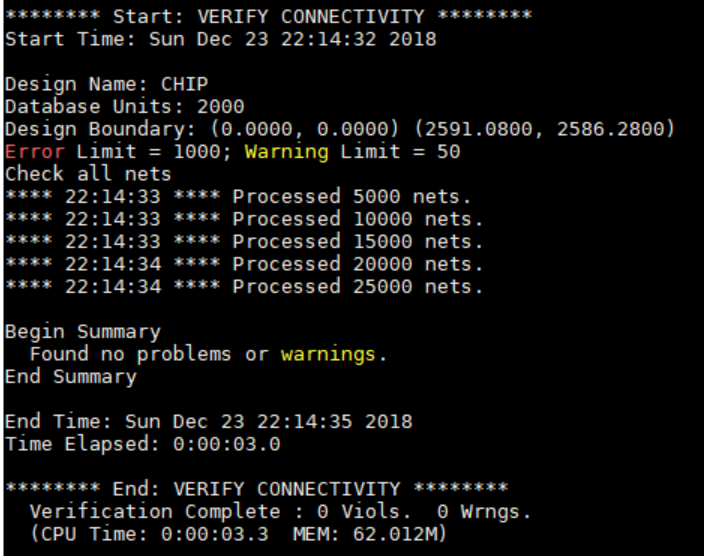 ******** Start: VERIFY CONNECTIVITY ********
Start Time: Sun Dec 23 22:14:32 2018
Design Name: CHIP
Database Units: 2000
Design Boundary: (0.0000, 0.0000) (2591.0800, 2586.2800)
Error Limit = 1000; Warning Limit = 50
Check all nets
**** 22:14:33 **** Processed 5000 nets.
**** 22:14:33 **** Processed 10000 nets.
**** 22:14:33 **** Processed 15000 nets.
**** 22:14:34 **** Processed 20000 nets.
**** 22:14:34 **** Processed 25000 nets.
Begin Summary
  Found no problems or warnings.
End Summary
End Time: Sun Dec 23 22:14:35 2018
Time Elapsed: 0:00:03.0
******** End: VERIFY CONNECTIVITY ********
  Verification Complete : 0 Viols.  0 Wrngs.
  (CPU Time: 0:00:03.3  MEM: 62.012M)